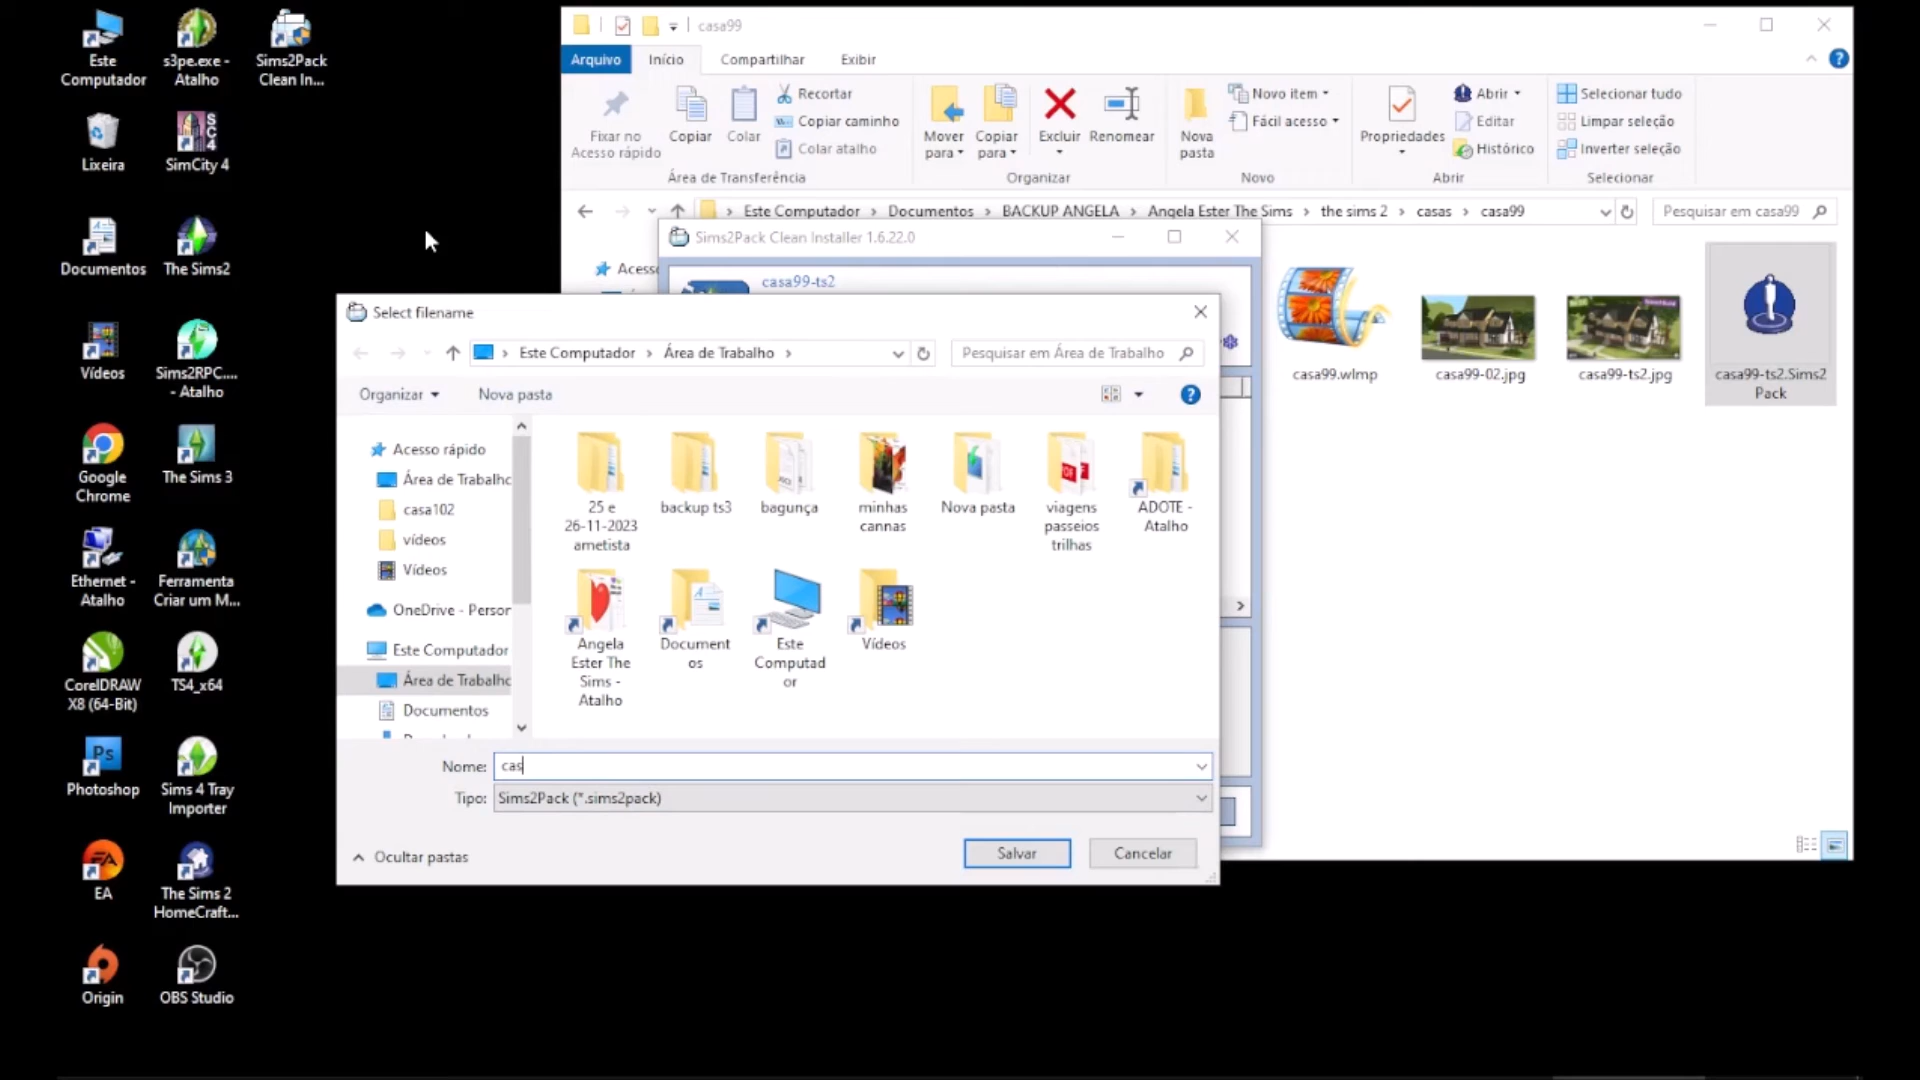 Este
Computador
s3pe.exe -
Atalho
Sims2Pack
Clean In...
Lixeira
SC4
SimCity 4
Documentos
The Sims2
Vídeos
Sims2RPC....
- Atalho
Google
Chrome
The Sims 3
Ethernet -
Atalho
Ferramenta
Criar um M...
CorelDRAW
X8 (64-Bit)
TS4_x64
Ps
Photoshop
Sims 4 Tray
Importer
EA
EA
The Sims 2
HomeCraft...
Origin
OBS Studio
casa99
Arquivo
Início
Compartilhar
Exibir
Fixar no
Acesso rápido
Copiar
Colar
Recortar
Copiar caminho
Colar atalho
Área de Transferência
Mover
para
Copiar
para
Excluir
Renomear
Organizar
Nova
pasta
Novo item
Fácil acesso
Novo
Propriedades
Abrir
Editar
Histórico
Abrir
Selecionar tudo
Limpar seleção
Inverter seleção
Selecionar
Este Computador > Documentos > BACKUP ANGELA > Angela Ester The Sims > the sims 2 > casas > casa99
Pesquisar em casa99
casa99.wlmp
casa99-02.jpg
casa99-ts2.jpg
casa99-ts2.Sims2
Pack
Sims2Pack Clean Installer 1.6.22.0
casa99-ts2
Select filename
Este Computador > Área de Trabalho >
Pesquisar em Área de Trabalho
Organizar
Nova pasta
Acesso rápido
Área de Trabalho
casa102
vídeos
Vídeos
OneDrive - Person
Este Computador
Área de Trabalho
Documentos
25 e
26-11-2023
ametista
backup ts3
bagunça
minhas
cannas
Nova pasta
viagens
passeios
trilhas
ADOTE -
Atalho
Angela
Ester The
Sims -
Atalho
Document
os
Este
Computad
or
Vídeos
Nome: cas
Tipo: Sims2Pack (*.sims2pack)
Ocultar pastas
Salvar
Cancelar